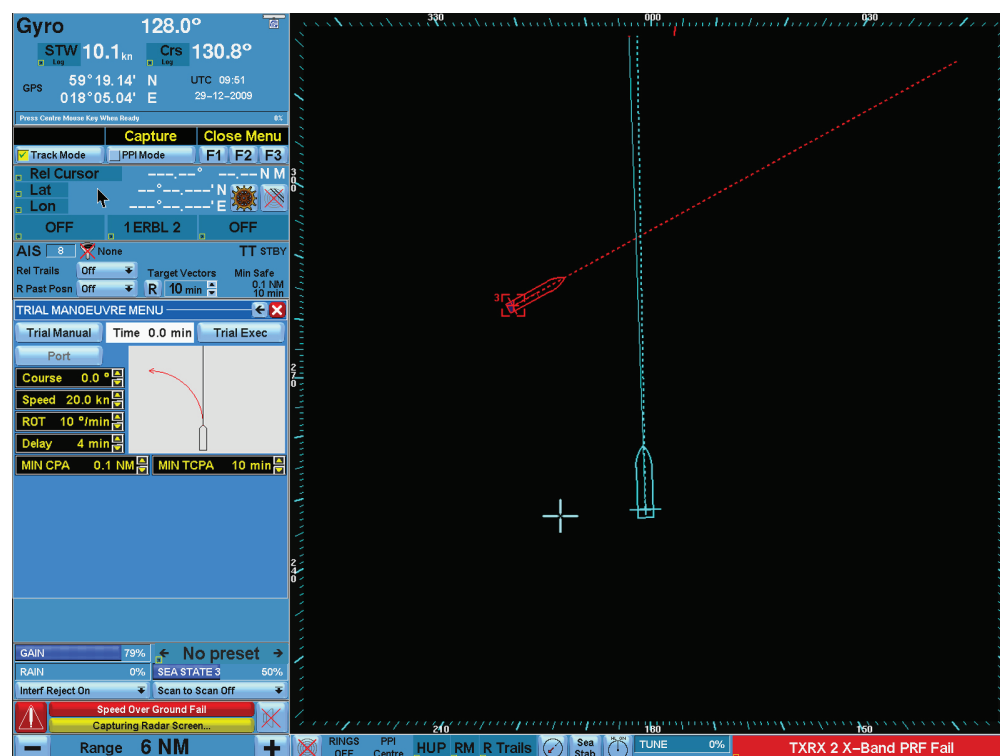 Gyro 128.0°
STW 10.1 kn Crs 130.8°
Log Log
GPS 59°19.14' N UTC 09:51
018°05.04' E 29-12-2009
Press Centre Mouse Key When Ready 0%
Capture Close Menu
Track Mode PPI Mode F1 F2 F3
Rel Cursor ---.--° --.-- N M
Lat --°--.---' N
Lon ---°--.---' E
OFF 1 ERBL 2 OFF
AIS 8 None TT STBY
Rel Trails Off Target Vectors Min Safe
R Past Posn Off R 10 min 0.1 NM
10 min
TRIAL MANOEUVRE MENU
Trial Manual Time 0.0 min Trial Exec
Port
Course 0.0 °
Speed 20.0 kn
ROT 10 °/min
Delay 4 min
MIN CPA 0.1 NM MIN TCPA 10 min
GAIN 79% No preset
RAIN 0% SEA STATE 3 50%
Interf Reject On Scan to Scan Off
Speed Over Ground Fail
Capturing Radar Screen...
Range 6 NM
330 000 030
300
270
240
3
210 180 150
RINGS OFF PPI Centre HUP RM R Trails Sea Stab HL ON TUNE 0% TXRX 2 X-Band PRF Fail